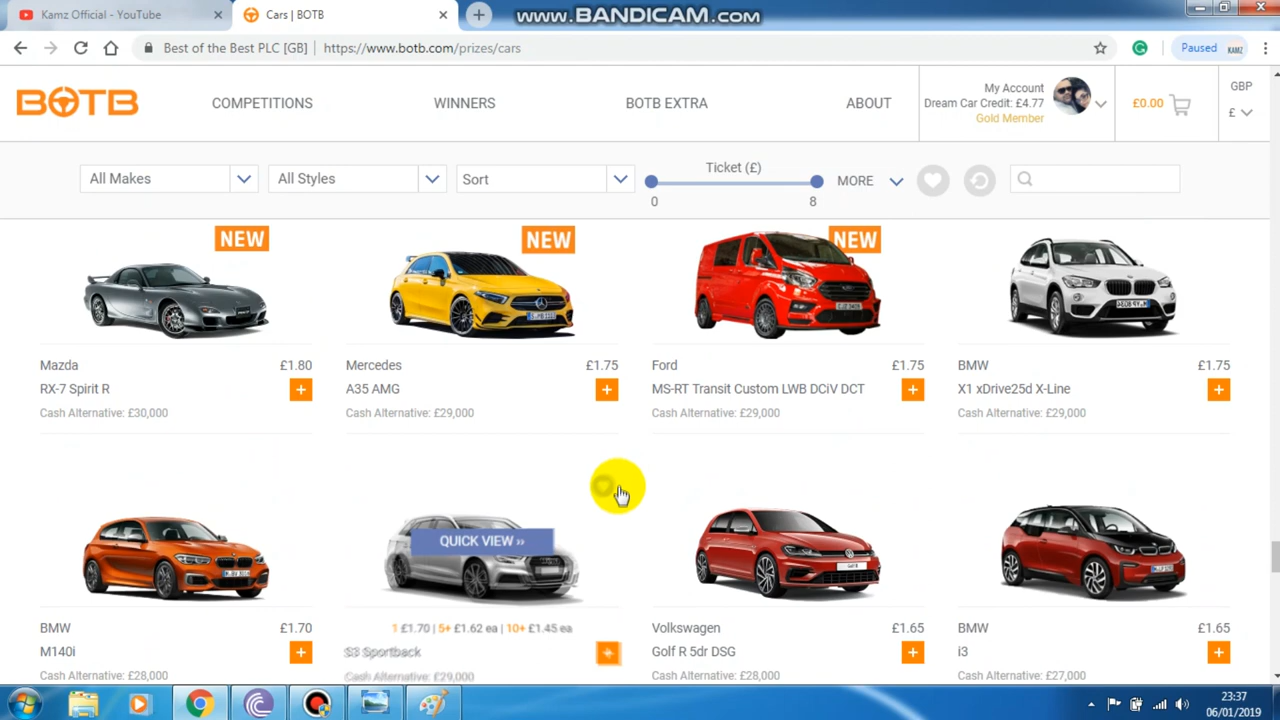 Kamz Official - YouTube
Cars | BOTB
www.BANDICAM.com
Best of the Best PLC [GB] | https://www.botb.com/prizes/cars
Paused
KAMZ
BOTB
COMPETITIONS
WINNERS
BOTB EXTRA
ABOUT
My Account
Dream Car Credit: £4.77
Gold Member
£0.00
GBP
£
All Makes
All Styles
Sort
Ticket (£)
0
8
MORE
NEW
NEW
NEW
Mazda £1.80
RX-7 Spirit R
Cash Alternative: £30,000
Mercedes £1.75
A35 AMG
Cash Alternative: £29,000
Ford £1.75
MS-RT Transit Custom LWB DCiV DCT
Cash Alternative: £29,000
BMW £1.75
X1 xDrive25d X-Line
Cash Alternative: £29,000
QUICK VIEW »
BMW £1.70
M140i
Cash Alternative: £28,000
1 £1.70 | 5+ £1.62 ea | 10+ £1.45 ea
S3 Sportback
Cash Alternative: £29,000
Volkswagen £1.65
Golf R 5dr DSG
Cash Alternative: £28,000
BMW £1.65
i3
Cash Alternative: £27,000
23:37
06/01/2019